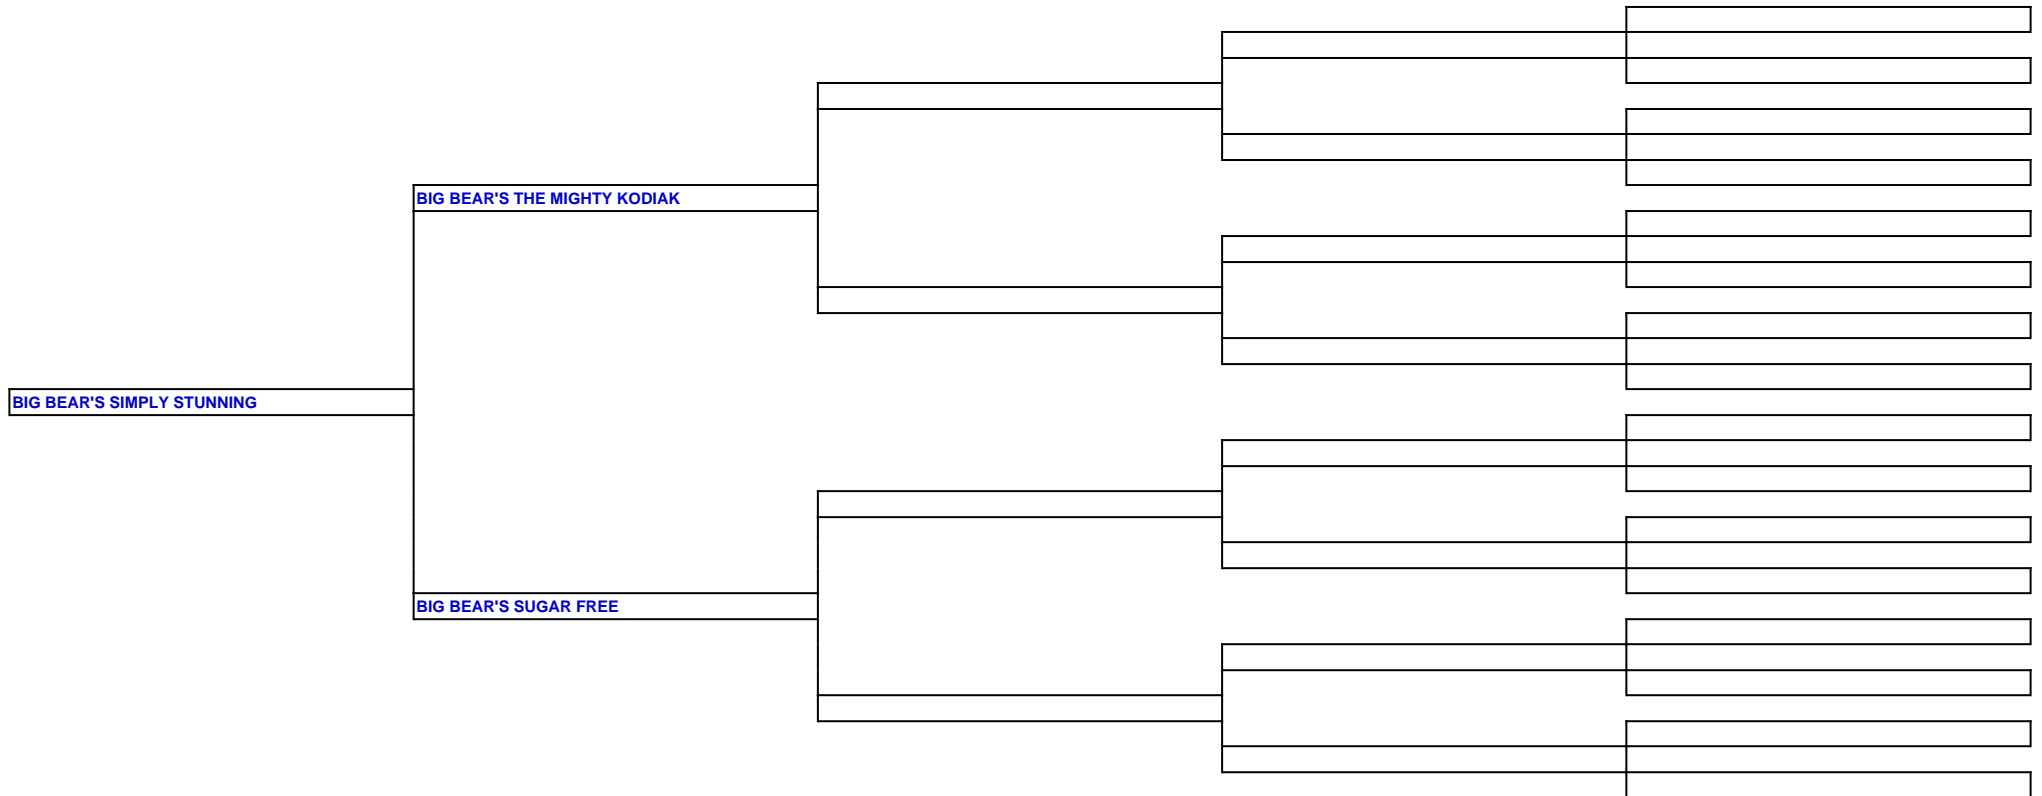 BIG BEAR'S THE MIGHTY KODIAK
BIG BEAR'S SIMPLY STUNNING
BIG BEAR'S SUGAR FREE